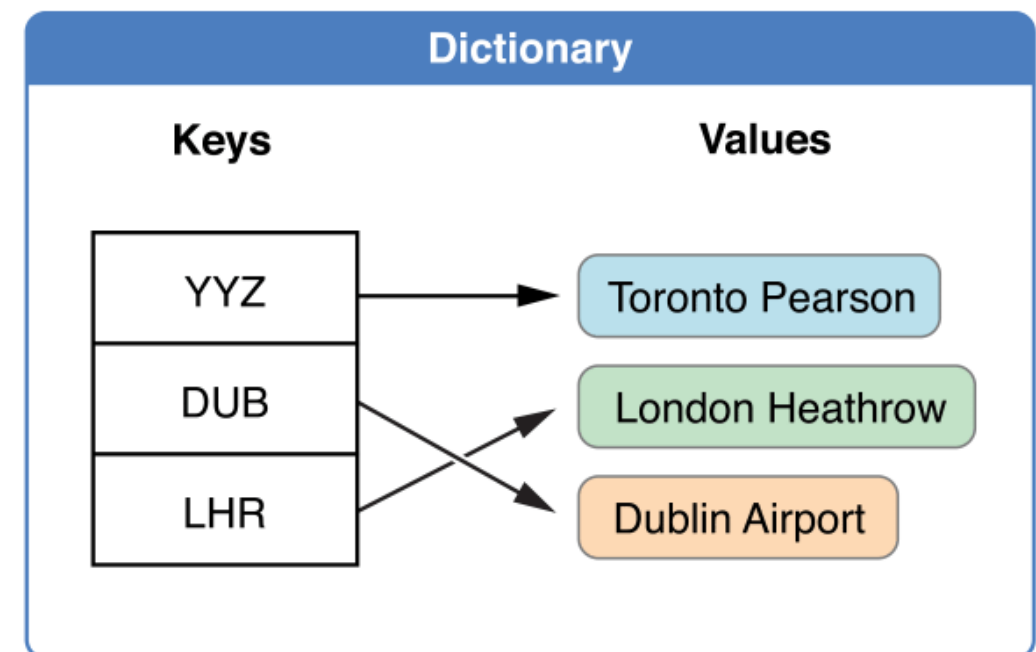 Dictionary
Keys
Values
YYZ
Toronto Pearson
DUB
London Heathrow
LHR
Dublin Airport